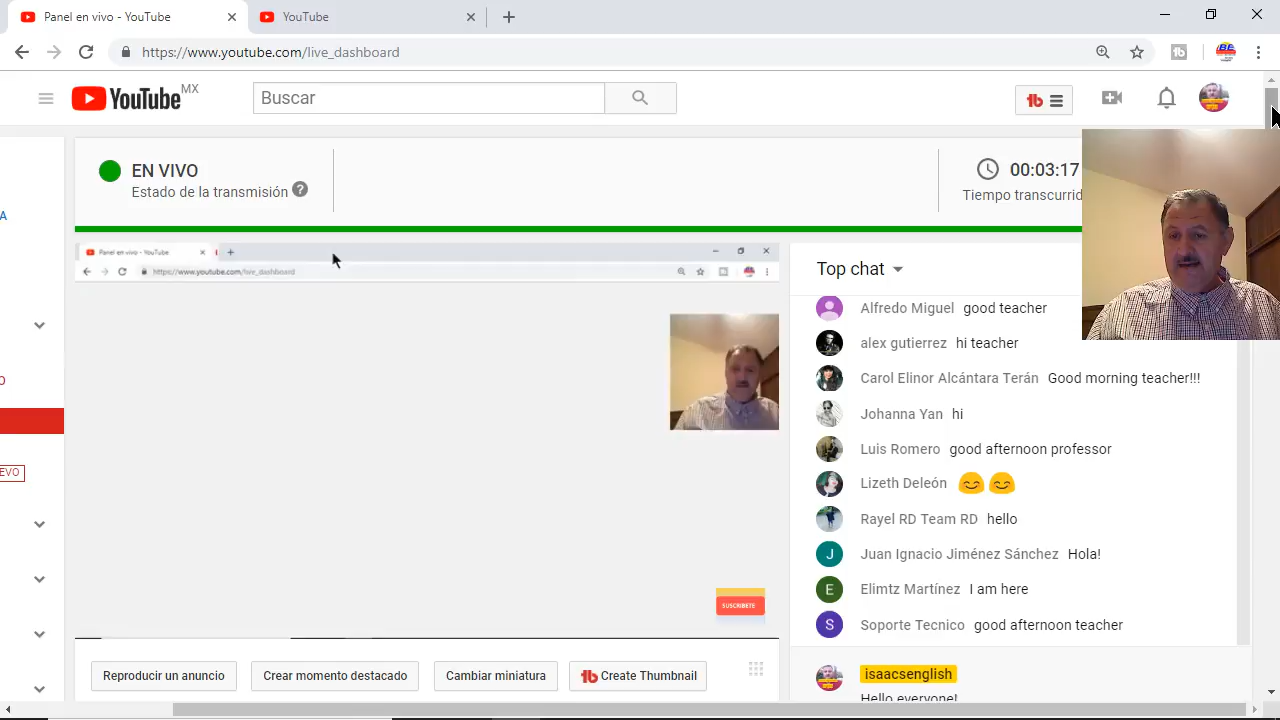 Panel en vivo - YouTube
YouTube
https://www.youtube.com/live_dashboard
YouTube MX
Buscar
EN VIVO
Estado de la transmisión
00:03:17
Tiempo transcurrid
A
O
EVO
Panel en vivo - YouTube
https://www.youtube.com/live_dashboard
SUSCRIBETE
Top chat
Alfredo Miguel good teacher
alex gutierrez hi teacher
Carol Elinor Alcántara Terán Good morning teacher!!!
Johanna Yan hi
Luis Romero good afternoon professor
Lizeth Deleón 😊 😊
Rayel RD Team RD hello
J Juan Ignacio Jiménez Sánchez Hola!
E Elimtz Martínez I am here
S Soporte Tecnico good afternoon teacher
isaacsenglish
Hello everyone!
Reproducir un anuncio
Crear momento destacado
Cambiar miniatura
tb Create Thumbnail